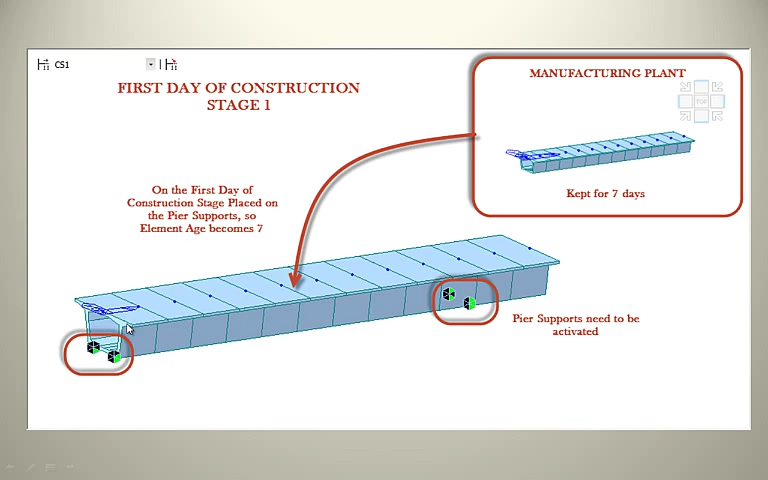 CS1
FIRST DAY OF CONSTRUCTION
STAGE 1
MANUFACTURING PLANT
TOP
Kept for 7 days
On the First Day of
Construction Stage Placed on
the Pier Supports, so
Element Age becomes 7
Pier Supports need to be
activated